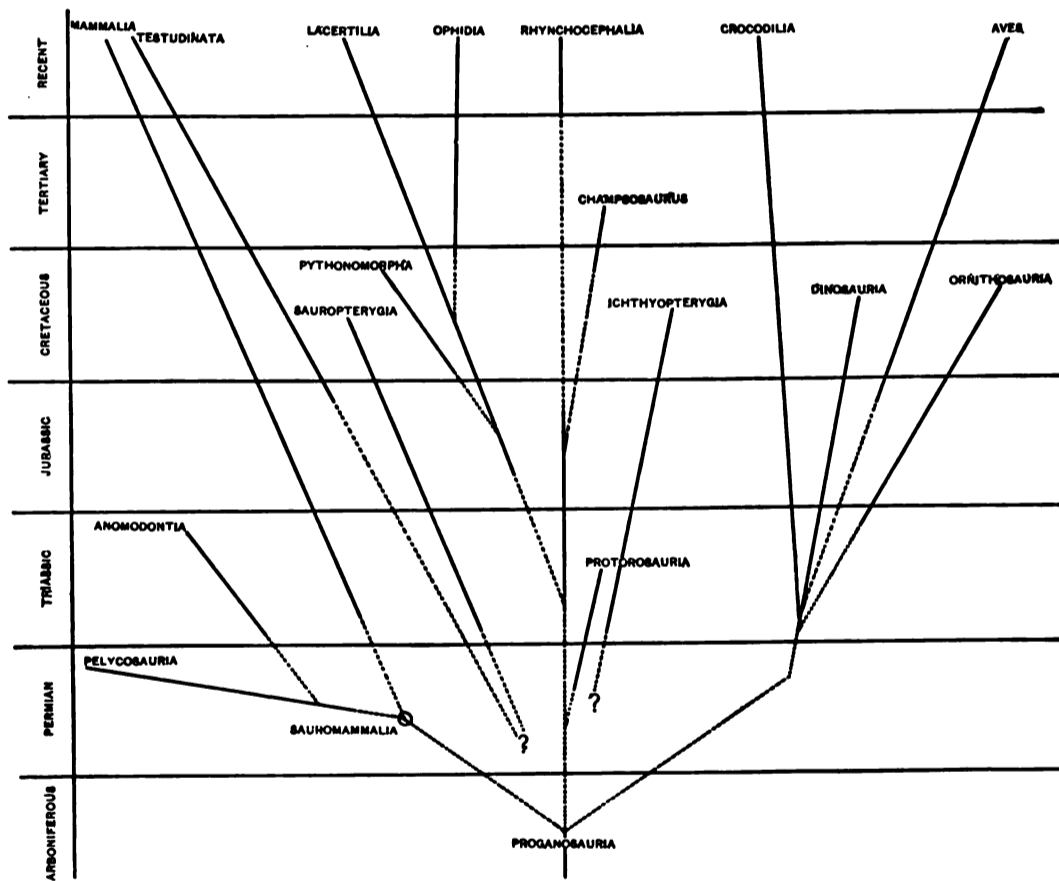 MAMMALIA
TESTUDINATA
LACERTILIA
OPHIDIA
RHYNCHOCEPHALIA
CROCODILIA
AVES
RECENT
TERTIARY
CHAMPSOSAURUS
CRETACEOUS
PYTHONOMORPHA
SAUROPTERYGIA
ICHTHYOPTERYGIA
DINOSAURIA
ORNITHOSAURIA
JURASSIC
TRIASSIC
ANOMODONTIA
PROTOROSAURIA
PERMIAN
PELYCOSAURIA
SAUROMAMMALIA
?
?
ARBONIFEROUS
PROGANOSAURIA